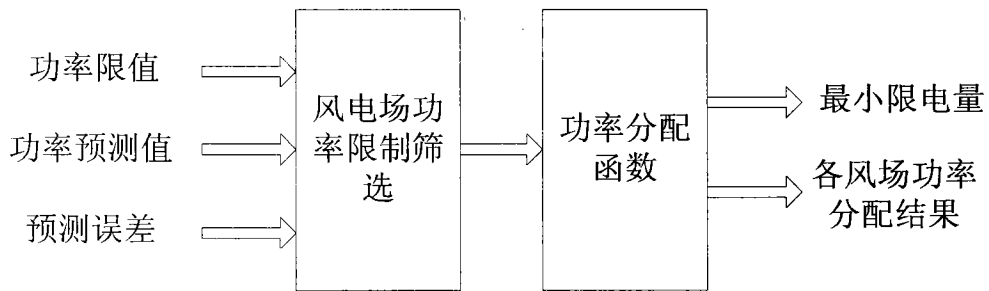 功率限值
功率预测值
预测误差
风电场功
率限制筛
选
功率分配
函数
最小限电量
各风场功率
分配结果